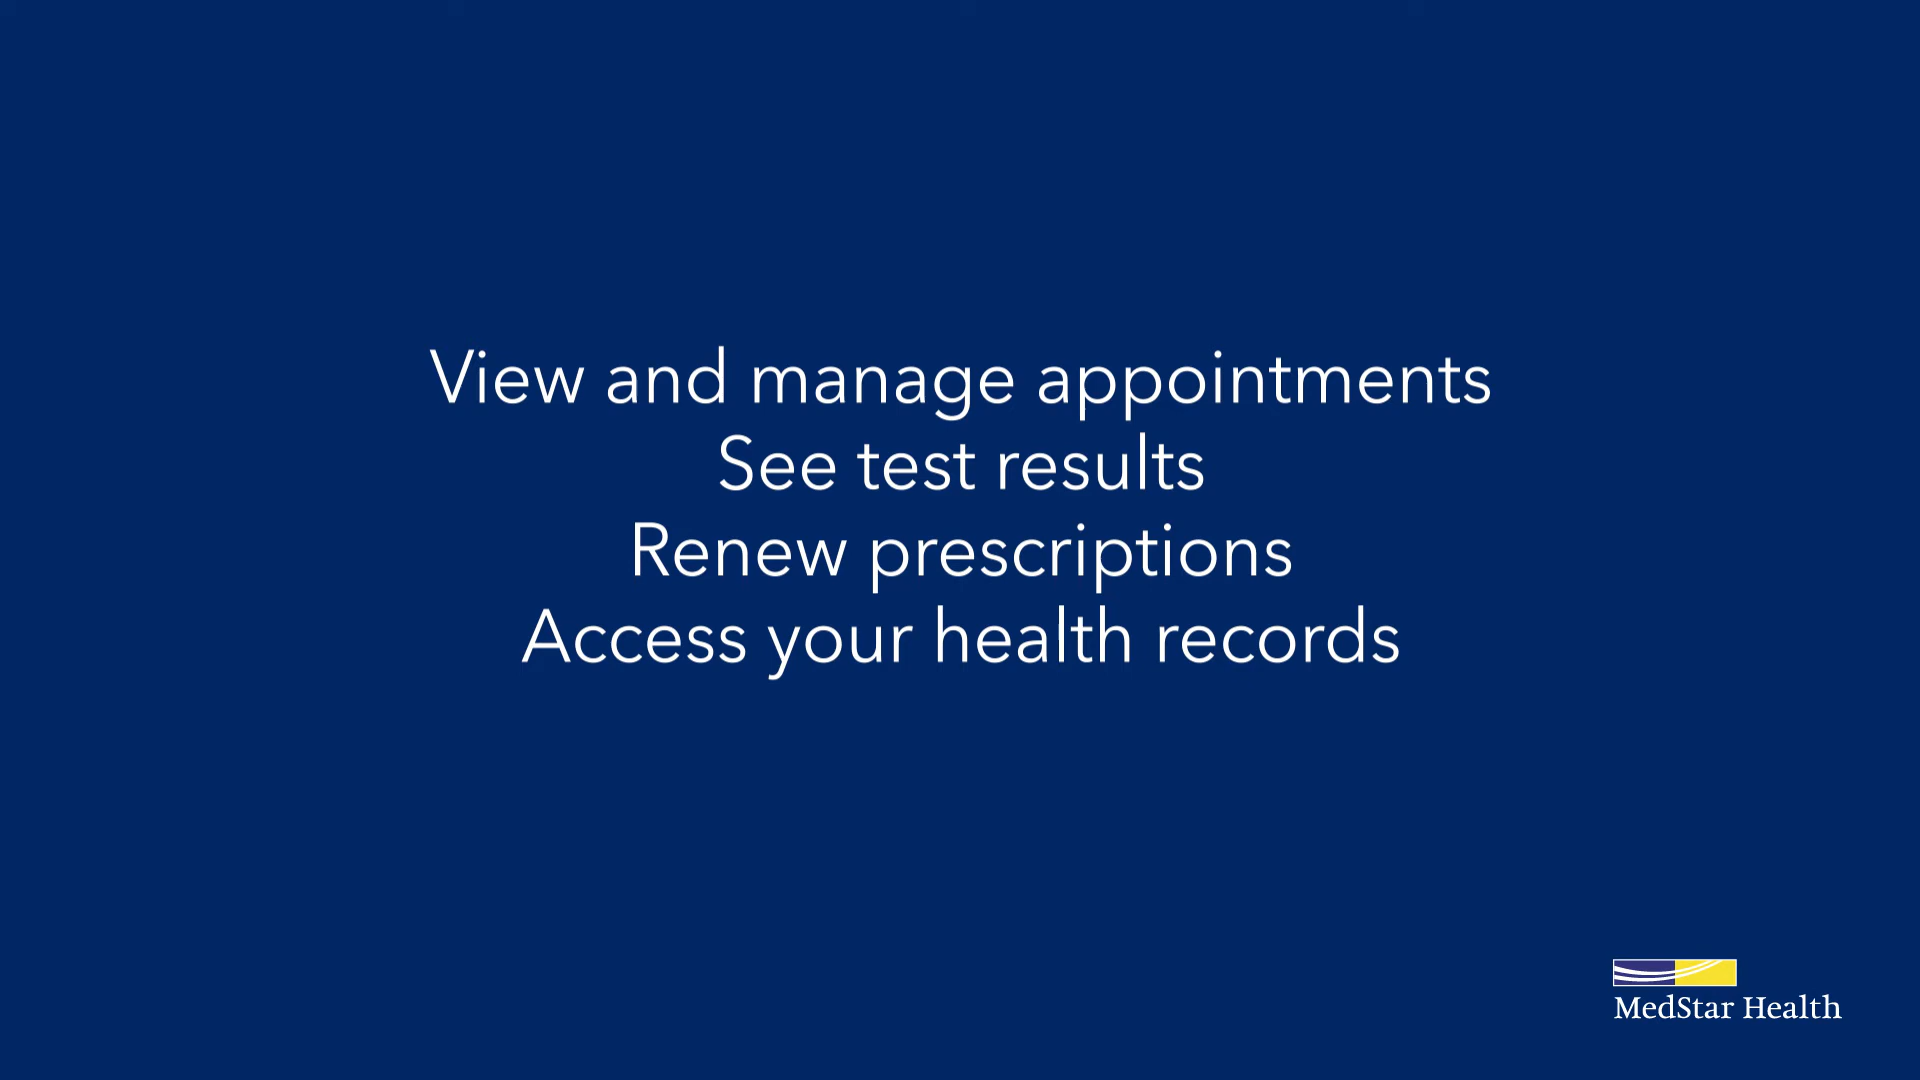 View and manage appointments
See test results
Renew prescriptions
Access your health records
MedStar Health